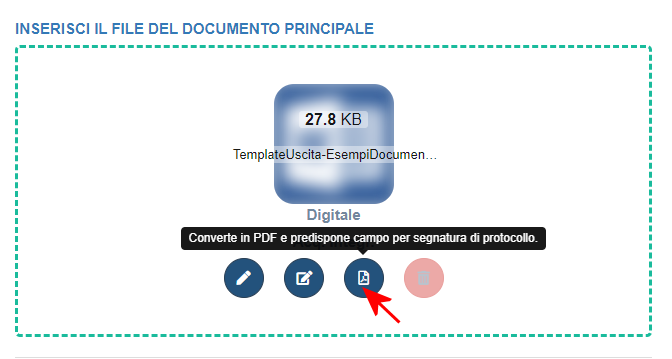 INSERISCI IL FILE DEL DOCUMENTO PRINCIPALE
27.8 KB
TemplateUscita-EsempiDocumen...
Digitale
Converte in PDF e predispone campo per segnatura di protocollo.